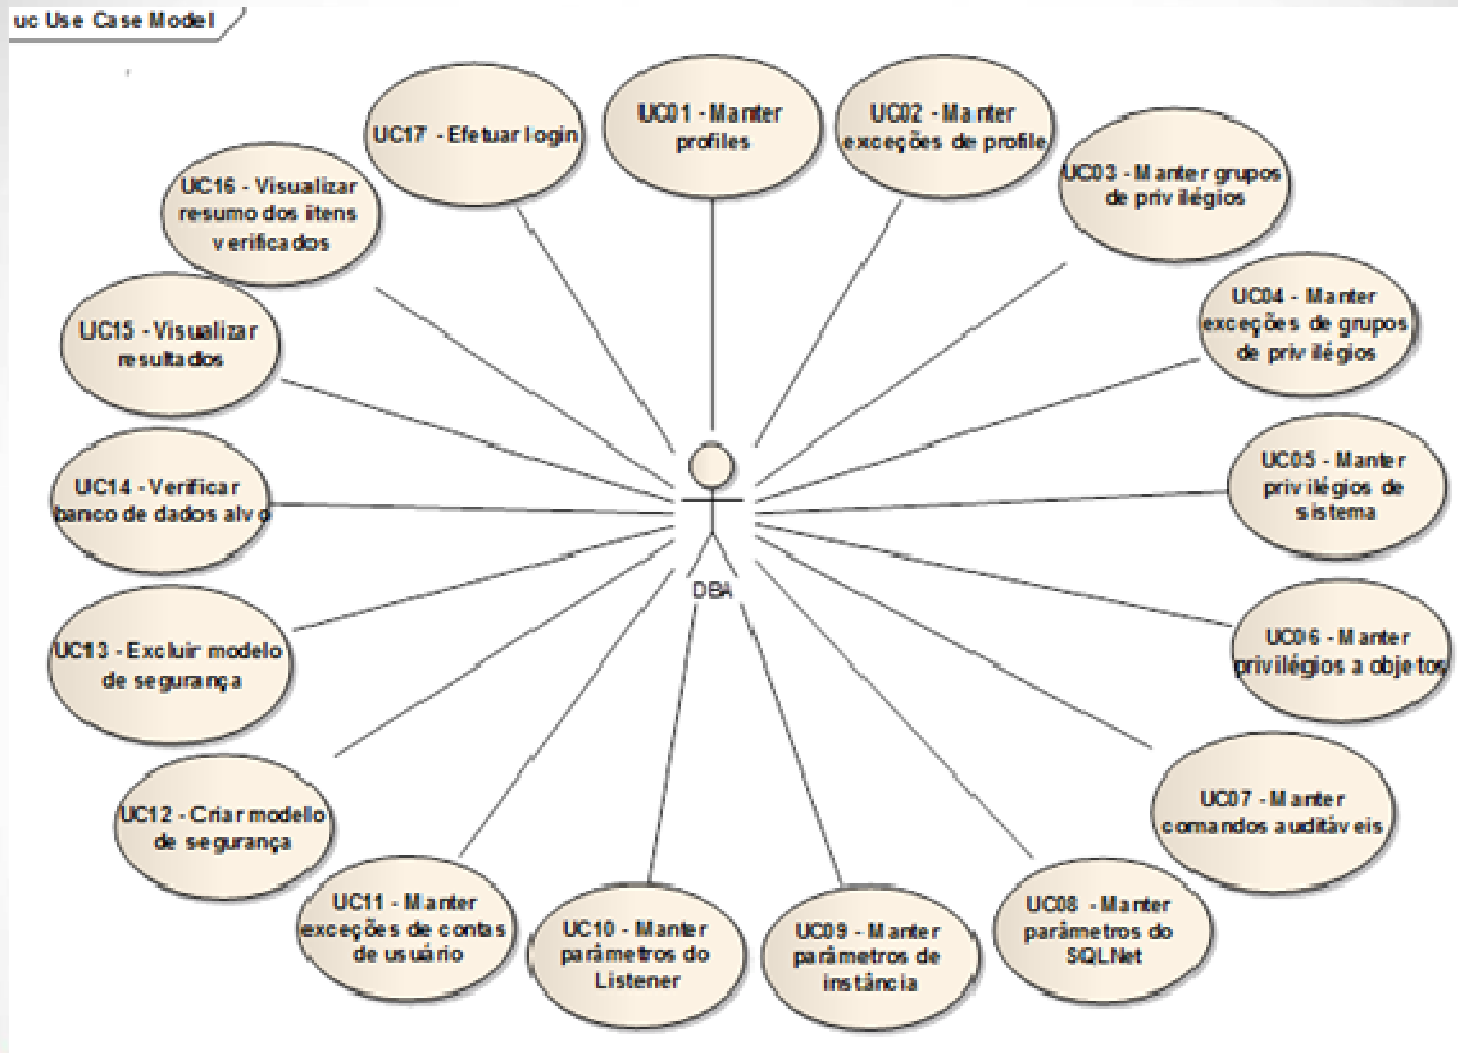 uc Use Case Model
UC01 - Manter
profiles
UC02 - Manter
exceções de profile
UC03 - Manter grupos
de privilégios
UC04 - Manter
exceções de grupos
de privilégios
UC05 - Manter
privilégios de
sistema
UC06 - Manter
privilégios a objetos
UC07 - Manter
comandos auditáveis
UC08 - Manter
parâmetros do
SQLNet
UC09 - Manter
parâmetros de
instância
UC10 - Manter
parâmetros do
Listener
UC11 - Manter
exceções de contas
de usuário
UC12 - Criar modelo
de segurança
UC13 - Excluir modelo
de segurança
UC14 - Verificar
banco de dados alvo
UC15 - Visualizar
resultados
UC16 - Visualizar
resumo dos itens
verificados
UC17 - Efetuar login
DBA